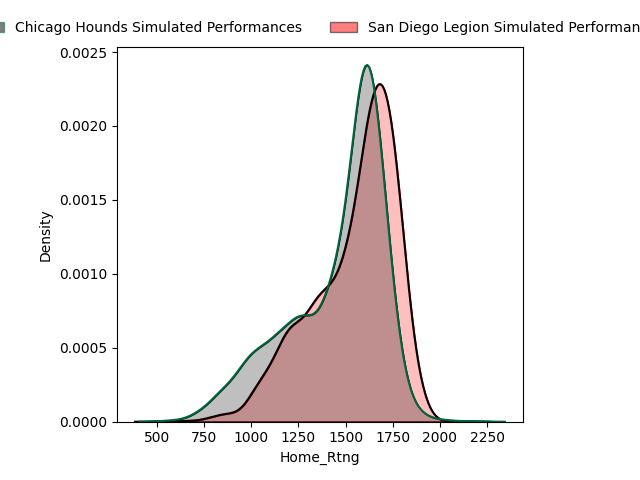 Chicago Hounds Simulated Performances San Diego Legion Simulated Performan
0.0025
0.0020
0.0015
0.0010
0.0005
0.0000
Density
500 750 1000 1250 1500 1750 2000 2250
Home_Rtng